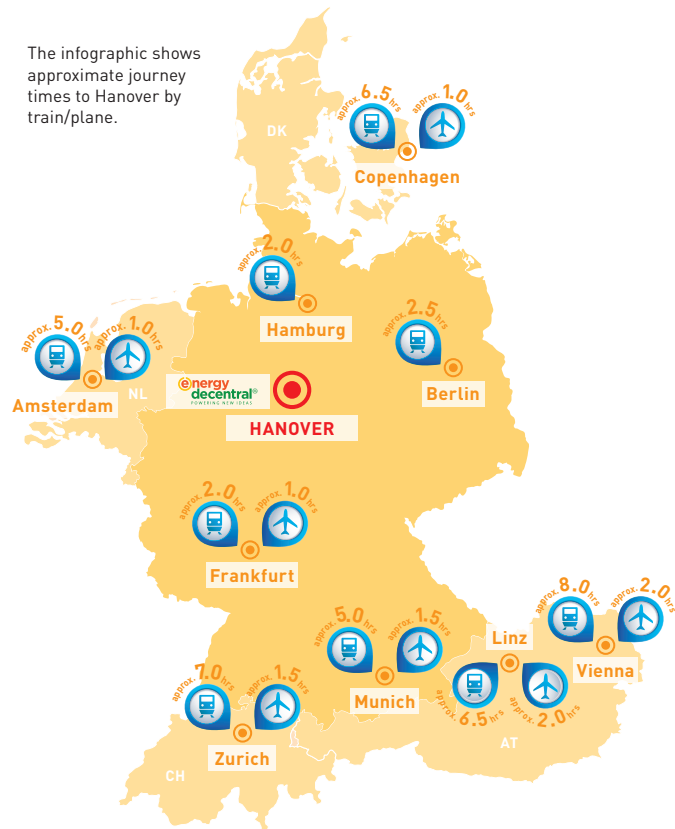 The infographic shows
approximate journey
times to Hanover by
train/plane.
DK
approx. 6.5 hrs
approx. 1.0 hrs
Copenhagen
approx. 2.0 hrs
Hamburg
approx. 2.5 hrs
Berlin
approx. 5.0 hrs
approx. 1.0 hrs
NL
Amsterdam
energy
decentral®
POWERING NEW IDEAS
HANOVER
approx. 2.0 hrs
approx. 1.0 hrs
Frankfurt
approx. 8.0 hrs
approx. 2.0 hrs
Vienna
approx. 5.0 hrs
approx. 1.5 hrs
Munich
Linz
approx. 6.5 hrs
approx. 2.0 hrs
approx. 7.0 hrs
approx. 1.5 hrs
Zurich
AT
CH